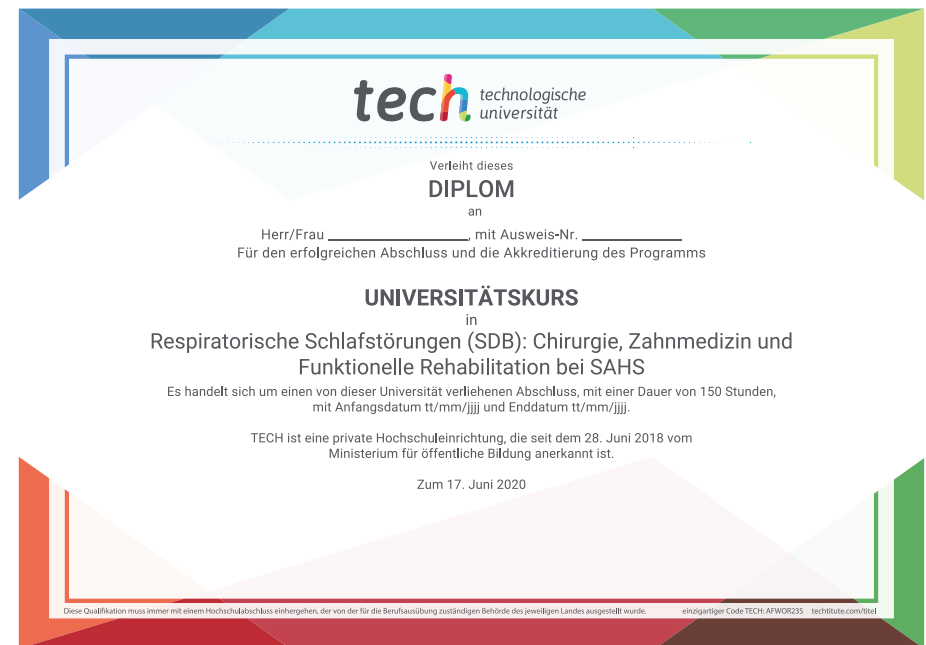 tech technologische
universität
Verleiht dieses
DIPLOM
an
Herr/Frau ____________________, mit Ausweis-Nr. ______________
Für den erfolgreichen Abschluss und die Akkreditierung des Programms
UNIVERSITÄTSKURS
in
Respiratorische Schlafstörungen (SDB): Chirurgie, Zahnmedizin und
Funktionelle Rehabilitation bei SAHS
Es handelt sich um einen von dieser Universität verliehenen Abschluss, mit einer Dauer von 150 Stunden,
mit Anfangsdatum tt/mm/jjjj und Enddatum tt/mm/jjjj.
TECH ist eine private Hochschuleinrichtung, die seit dem 28. Juni 2018 vom
Ministerium für öffentliche Bildung anerkannt ist.
Zum 17. Juni 2020
Diese Qualifikation muss immer mit einem Hochschulabschluss einhergehen, der von der für die Berufsausübung zuständigen Behörde des jeweiligen Landes ausgestellt wurde. einzigartiger Code TECH: AFWOR235 techtitute.com/titel